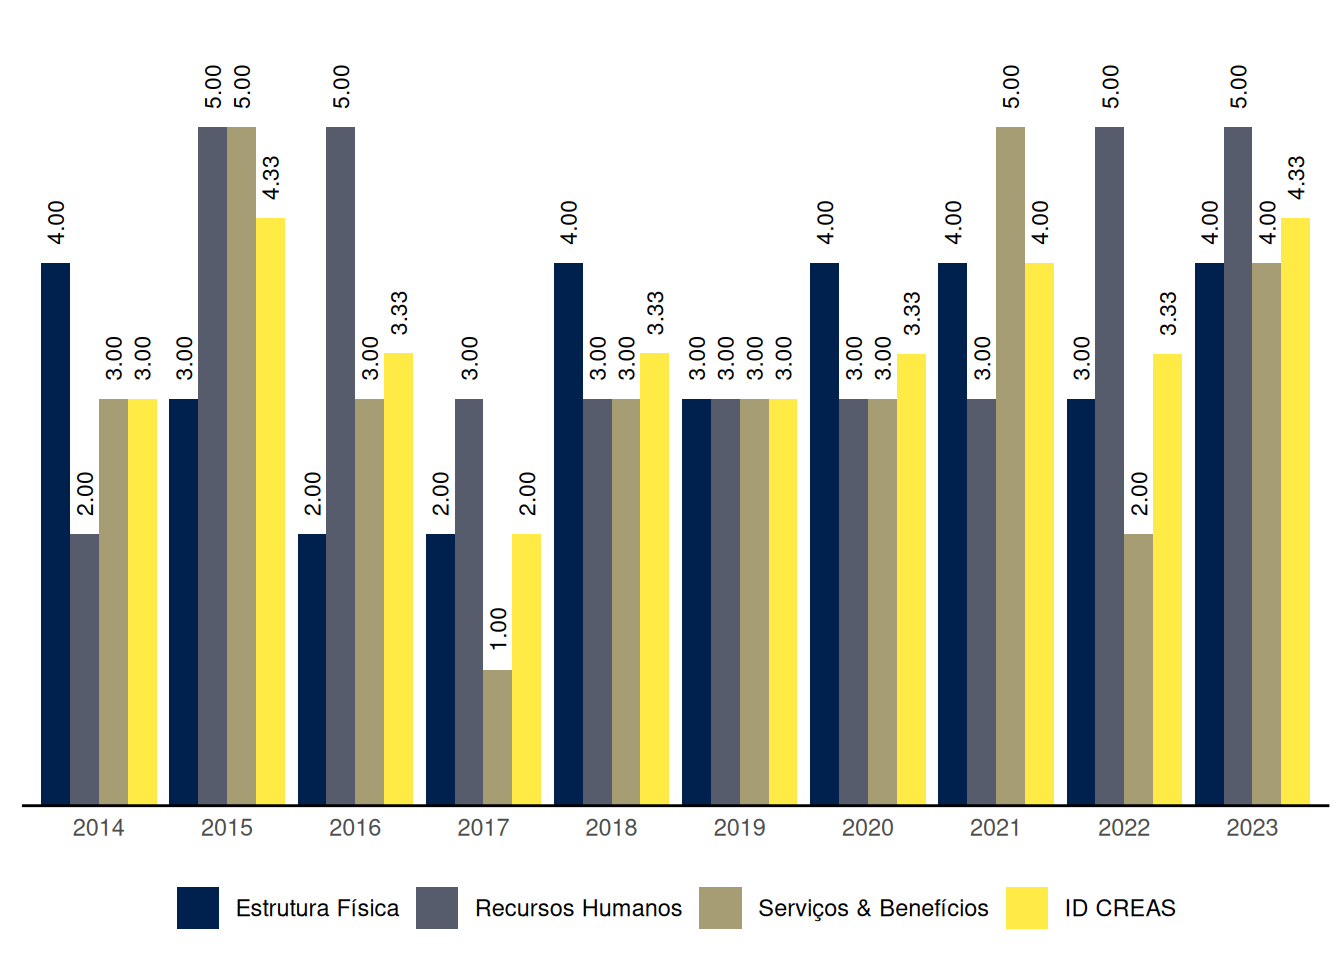 4.00 2.00 3.00 3.00
3.00 5.00 5.00 4.33
2.00 5.00 3.00 3.33
2.00 3.00 1.00 2.00
4.00 3.00 3.00 3.33
3.00 3.00 3.00 3.00
4.00 3.00 3.00 3.33
4.00 3.00 5.00 4.00
3.00 5.00 2.00 3.33
4.00 5.00 4.00 4.33
2014 2015 2016 2017 2018 2019 2020 2021 2022 2023
Estrutura Física Recursos Humanos Serviços & Benefícios ID CREAS